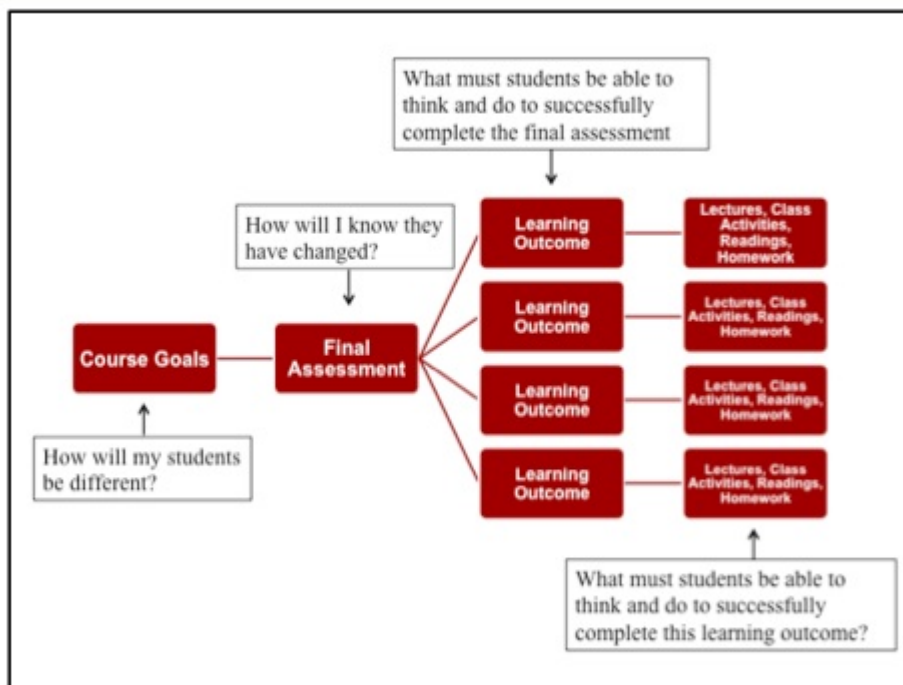 What must students be able to
think and do to successfully
complete the final assessment
How will I know they
have changed?
Learning
Outcome
Lectures, Class
Activities,
Readings,
Homework
Learning
Outcome
Lectures, Class
Activities, Readings,
Homework
Course Goals
Final
Assessment
Learning
Outcome
Lectures, Class
Activities, Readings,
Homework
How will my students
be different?
Learning
Outcome
Lectures, Class
Activities, Readings,
Homework
What must students be able to
think and do to successfully
complete this learning outcome?